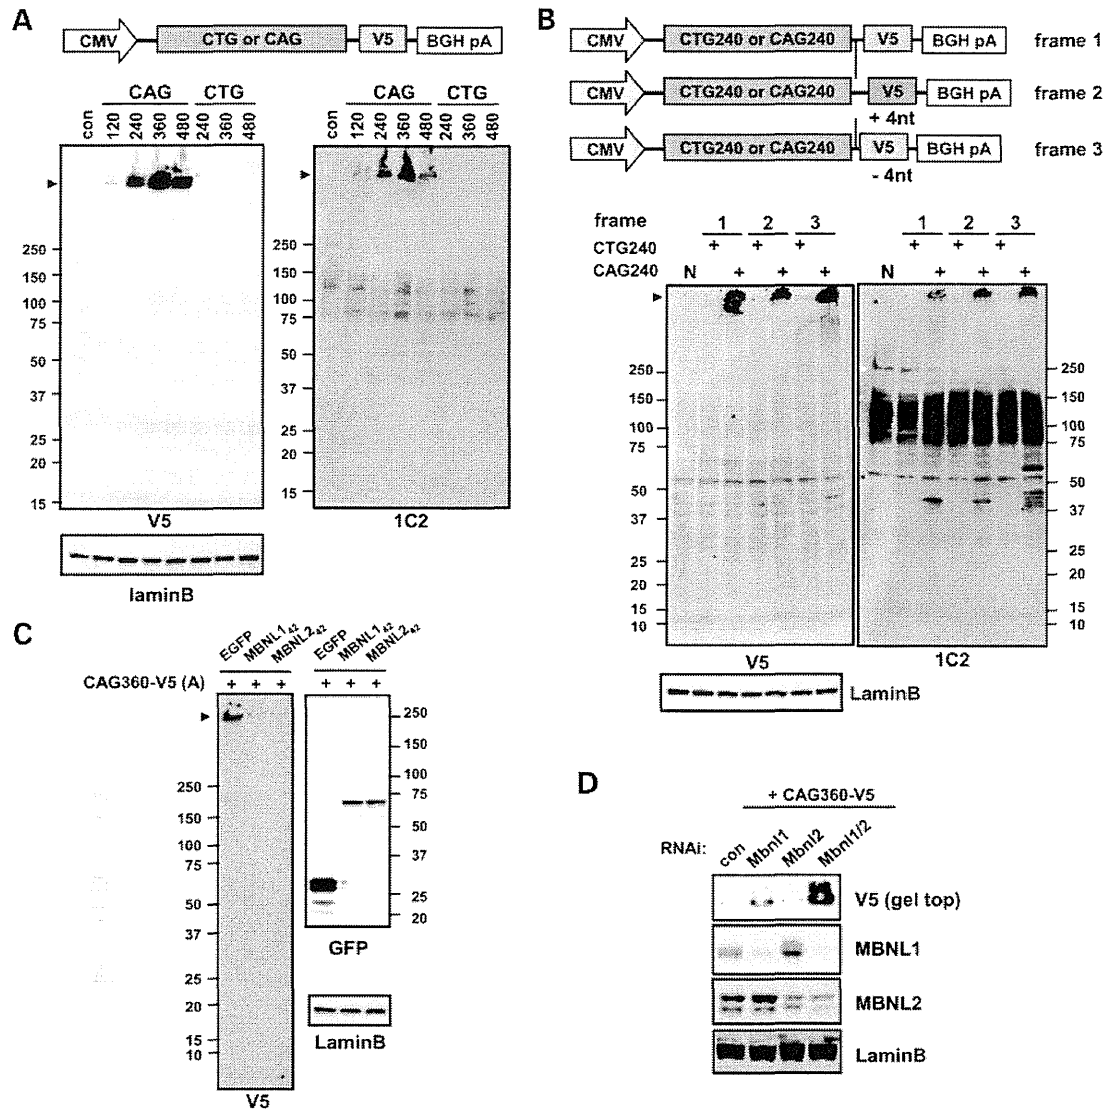 A
CMV CTG or CAG V5 BGH pA
CAG CTG CAG CTG
con 120 240 360 480 240 360 480 con 120 240 360 480 240 360 480
250
150
100
75
50
37
25
20
15
250
150
100
75
50
37
25
20
15
V5 1C2
laminB
B
CMV CTG240 or CAG240 V5 BGH pA frame 1
CMV CTG240 or CAG240 V5 BGH pA frame 2
+ 4nt
CMV CTG240 or CAG240 V5 BGH pA frame 3
- 4nt
frame 1 2 3 1 2 3
CTG240 + + + + + +
CAG240 N + + + N + + +
250
150
100
75
50
37
25
20
15
10
250
150
100
75
50
37
25
20
15
10
V5 1C2
LaminB
C
EGFP MBNL1₄₂ MBNL2₄₂ EGFP MBNL1₄₂ MBNL2₄₂
CAG360-V5 (A) + + + + + +
250
150
100
75
50
37
25
20
15
10
250
150
100
75
50
37
25
20
GFP
LaminB
V5
D
+ CAG360-V5
RNAi: con Mbnl1 Mbnl2 Mbnl1/2
V5 (gel top)
MBNL1
MBNL2
LaminB